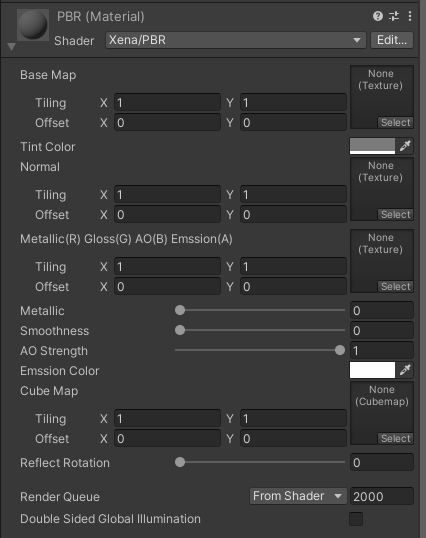 PBR (Material)
Shader Xena/PBR Edit...
Base Map None (Texture)
Tiling X 1 Y 1
Offset X 0 Y 0 Select
Tint Color
Normal None (Texture)
Tiling X 1 Y 1
Offset X 0 Y 0 Select
Metallic(R) Gloss(G) AO(B) Emssion(A) None (Texture)
Tiling X 1 Y 1
Offset X 0 Y 0 Select
Metallic 0
Smoothness 0
AO Strength 1
Emssion Color
Cube Map None (Cubemap)
Tiling X 1 Y 1
Offset X 0 Y 0 Select
Reflect Rotation 0
Render Queue From Shader 2000
Double Sided Global Illumination